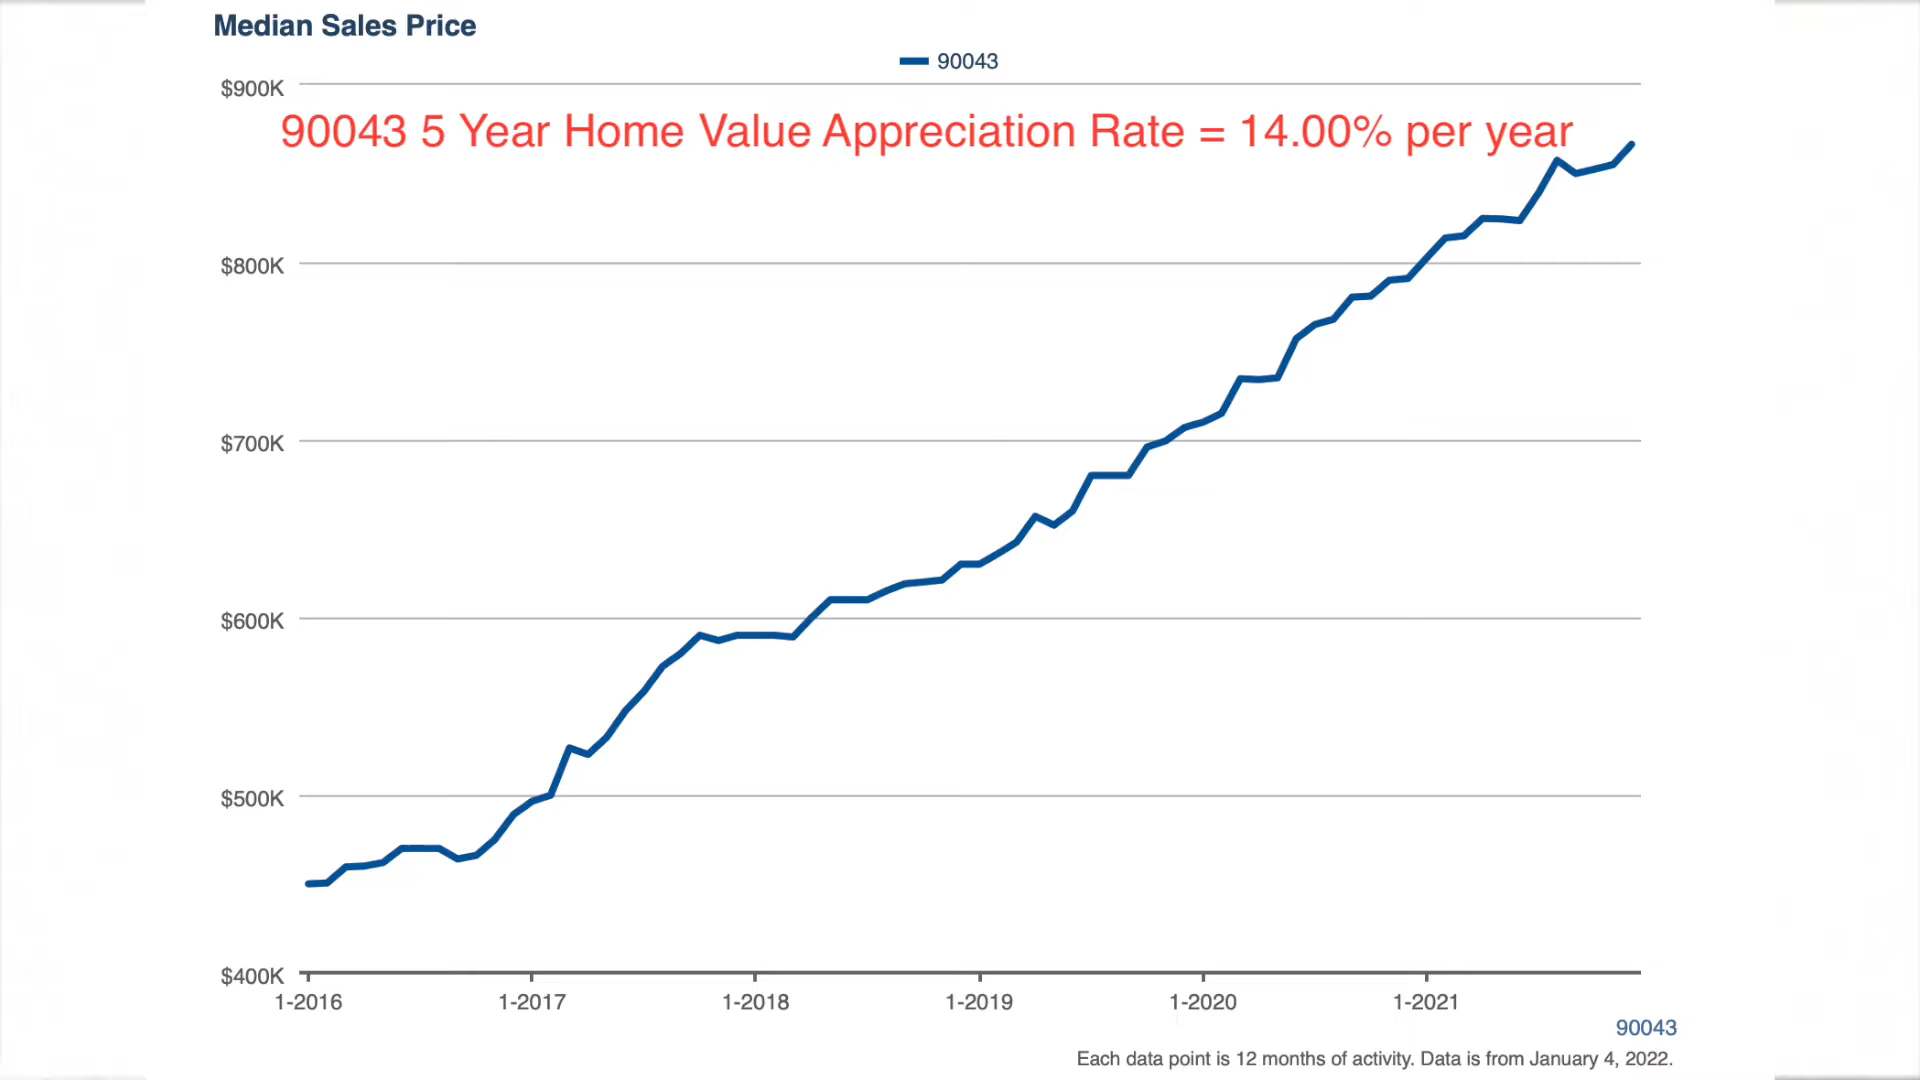 Median Sales Price
90043
$900K
90043 5 Year Home Value Appreciation Rate = 14.00% per year
$800K
$700K
$600K
$500K
$400K
1-2016 1-2017 1-2018 1-2019 1-2020 1-2021
90043
Each data point is 12 months of activity. Data is from January 4, 2022.